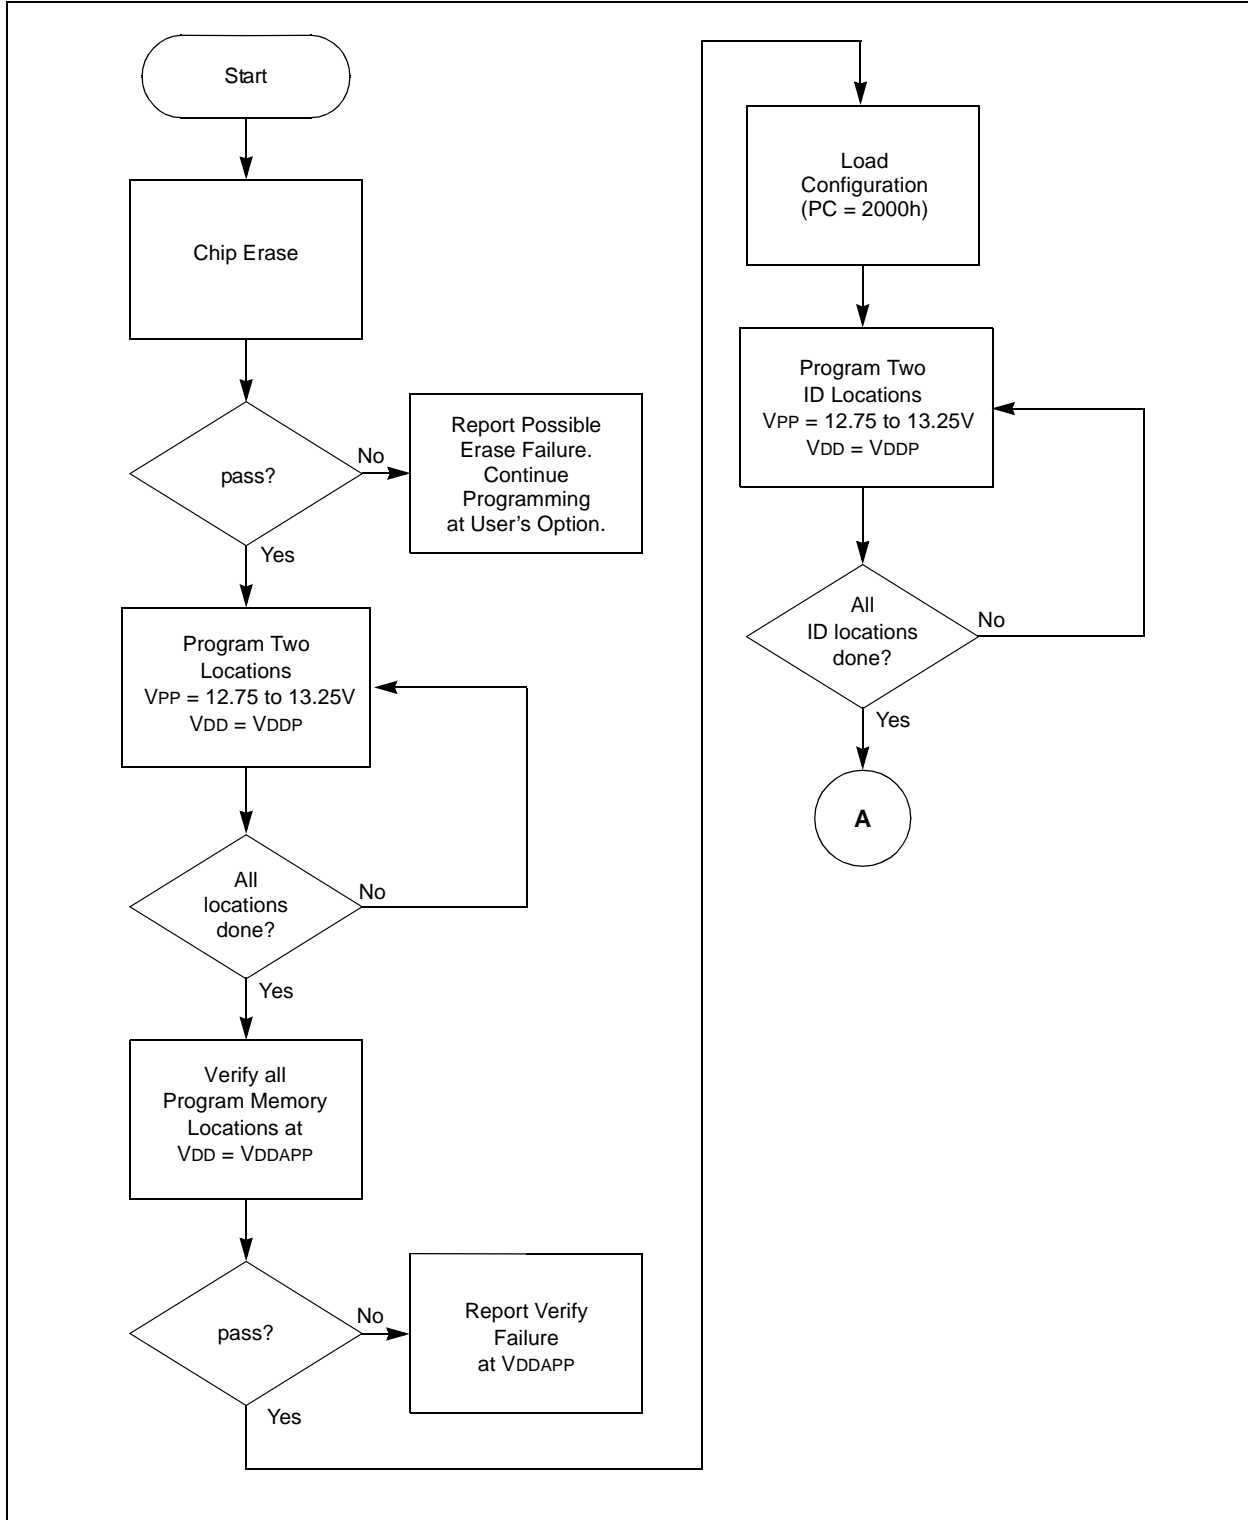 Start
Chip Erase
pass?
No
Report Possible
Erase Failure.
Continue
Programming
at User's Option.
Yes
Program Two
Locations
VPP = 12.75 to 13.25V
VDD = VDDP
All
locations
done?
No
Yes
Verify all
Program Memory
Locations at
VDD = VDDAPP
pass?
No
Report Verify
Failure
at VDDAPP
Yes
Load
Configuration
(PC = 2000h)
Program Two
ID Locations
VPP = 12.75 to 13.25V
VDD = VDDP
All
ID locations
done?
No
Yes
A